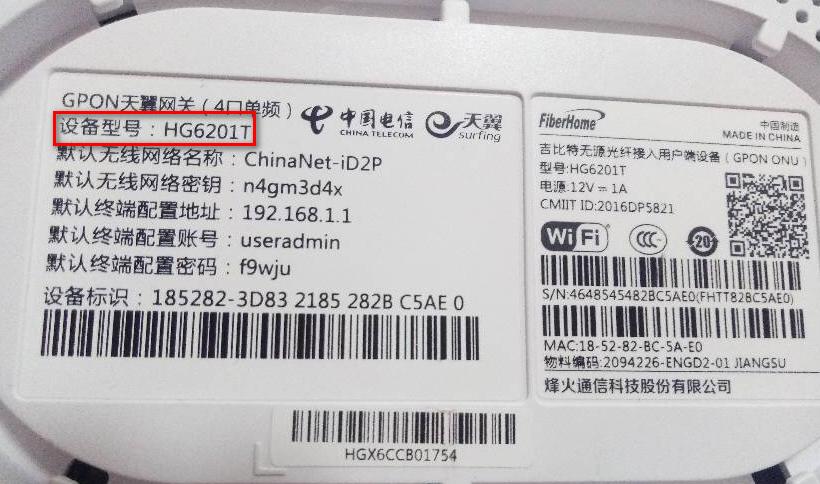 GPON天翼网关（4口单频）
中国电信
CHINA TELECOM
天翼
surfing
设备型号：HG6201T
默认无线网络名称：ChinaNet-iD2P
默认无线网络密钥：n4gm3d4x
默认终端配置地址：192.168.1.1
默认终端配置账号：useradmin
默认终端配置密码：f9wju
设备标识：185282-3D83 2185 282B C5AE 0
FiberHome
中国制造
MADE IN CHINA
吉比特无源光纤接入用户端设备（GPON ONU）
型号:HG6201T
电源:12V⎓1A
CMIIT ID:2016DP5821
WiFi
CCC
20
S/N:4648545482BC5AE0(FHTT82BC5AE0)
MAC:18-52-82-BC-5A-E0
物料编码:2094226-ENGD2-01 JIANGSU
烽火通信科技股份有限公司
HGX6CCB01754